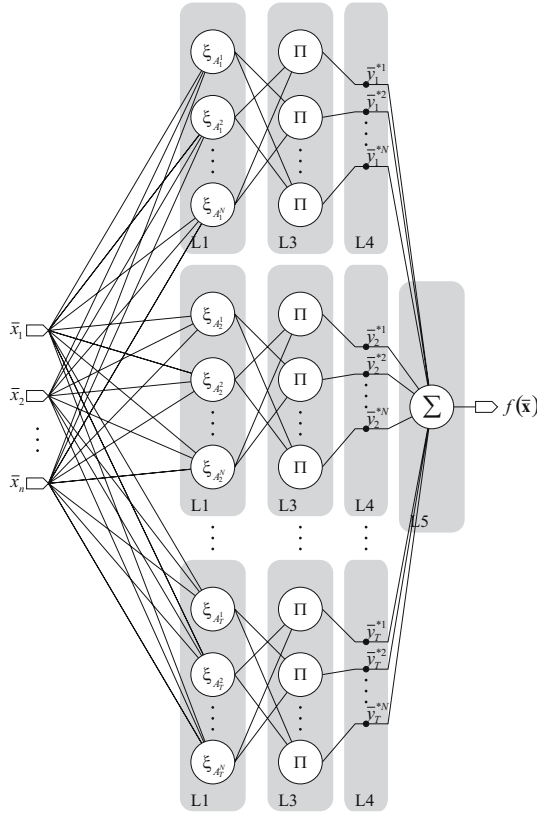 ξ_{A_1^1} Π ȳ_1^{*1}
ȳ_1^{*2}
ξ_{A_1^2} Π
ȳ_1^{*N}
ξ_{A_1^N} Π
L1 L3 L4
ξ_{A_2^1} Π
x̄_1 ȳ_2^{*1}
ȳ_2^{*2}
ξ_{A_2^2} Π
x̄_2 Σ f(x̄)
ȳ_2^{*N}
ξ_{A_2^N} Π
x̄_n
L1 L3 L4 L5
ξ_{A_T^1} Π
ȳ_T^{*1}
ȳ_T^{*2}
ξ_{A_T^2} Π
ȳ_T^{*N}
ξ_{A_T^N} Π
L1 L3 L4